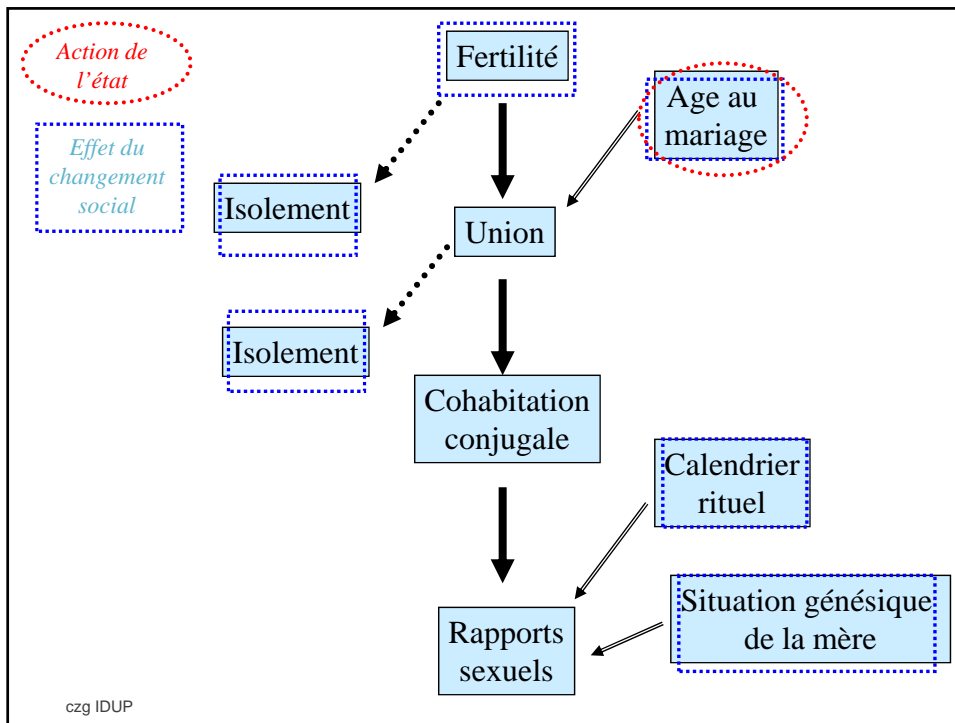 Action de
l'état
Effet du
changement
social
Fertilité
Age au
mariage
Isolement
Union
Isolement
Cohabitation
conjugale
Calendrier
rituel
Situation génésique
de la mère
Rapports
sexuels
czg IDUP